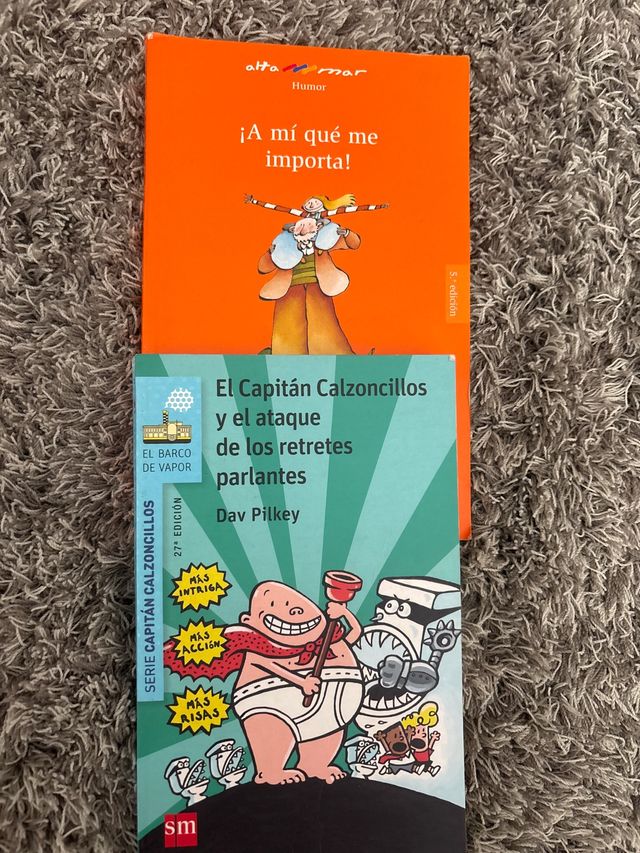 alta mar
Humor
¡A mí qué me
importa!
5.ª edición
El Capitán Calzoncillos
y el ataque
de los retretes
parlantes
Dav Pilkey
EL BARCO
DE VAPOR
SERIE CAPITÁN CALZONCILLOS
27ª EDICIÓN
MÁS
INTRIGA
MÁS
ACCIÓN
MÁS
RISAS
sm